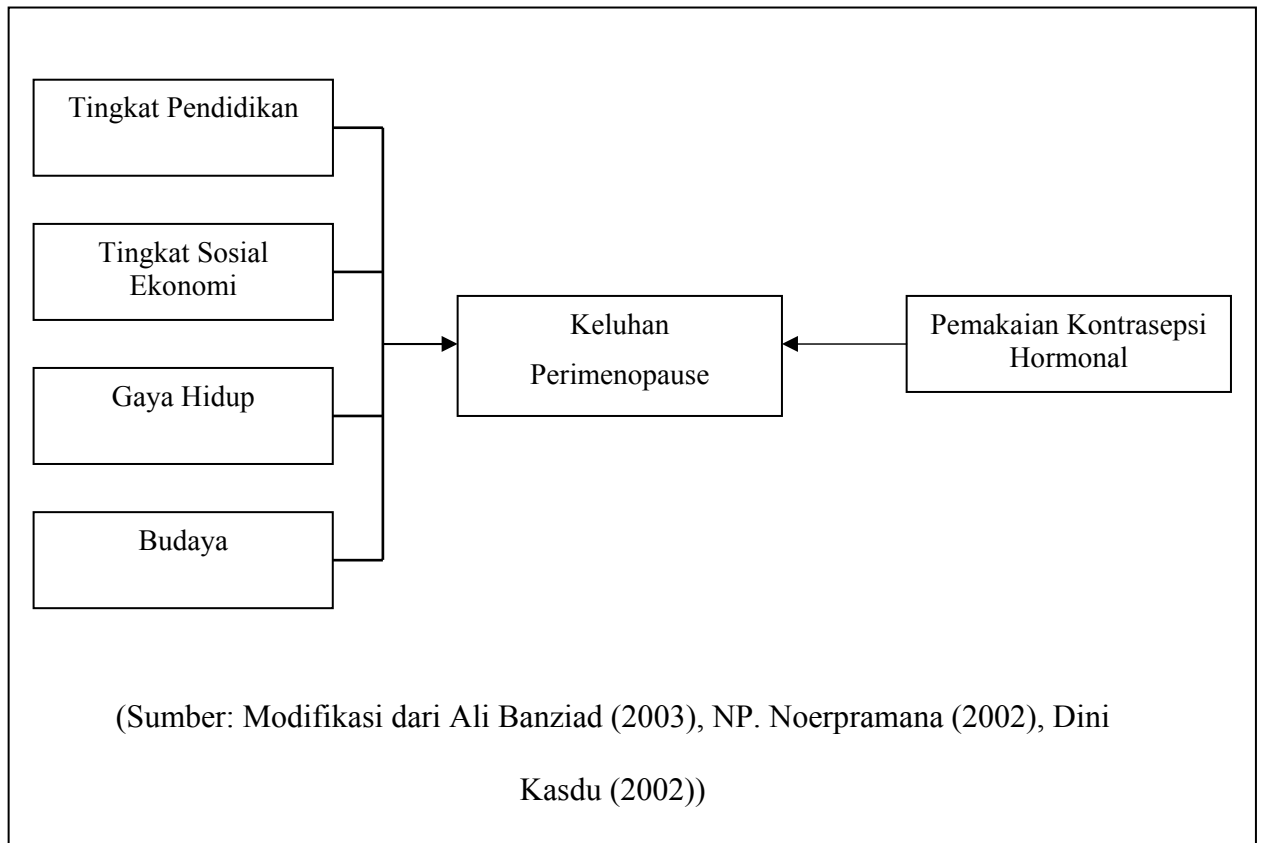 Tingkat Pendidikan
Tingkat Sosial
Ekonomi
Gaya Hidup
Budaya
Keluhan
Perimenopause
Pemakaian Kontrasepsi
Hormonal
(Sumber: Modifikasi dari Ali Banziad (2003), NP. Noerpramana (2002), Dini
Kasdu (2002))